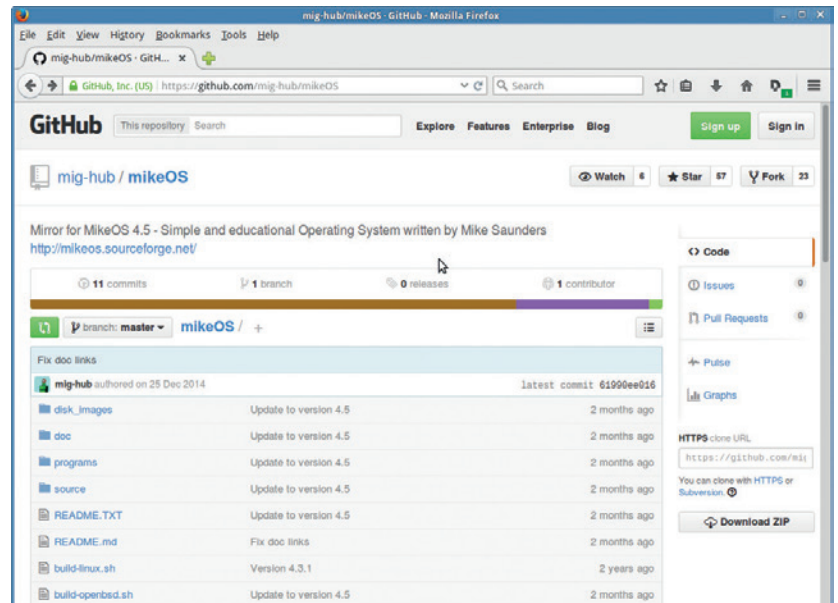 mig-hub/mikeOS · GitHub - Mozilla Firefox
File Edit View History Bookmarks Tools Help
mig-hub/mikeOS · GitH... ×
GitHub, Inc. (US) https://github.com/mig-hub/mikeOS Search
GitHub This repository Search Explore Features Enterprise Blog Sign up Sign in
mig-hub / mikeOS Watch 6 Star 57 Fork 23
Mirror for MikeOS 4.5 - Simple and educational Operating System written by Mike Saunders
http://mikeos.sourceforge.net/
<> Code
11 commits 1 branch 0 releases 1 contributor
Issues 0
branch: master mikeOS / +
Pull Requests 0
Fix doc links
Pulse
mig-hub authored on 25 Dec 2014 latest commit 61990ee016
Graphs
disk_images Update to version 4.5 2 months ago
doc Update to version 4.5 2 months ago
HTTPS clone URL
programs Update to version 4.5 2 months ago
https://github.com/mig
source Update to version 4.5 2 months ago
You can clone with HTTPS or
Subversion.
README.TXT Update to version 4.5 2 months ago
Download ZIP
README.md Fix doc links 2 months ago
build-linux.sh Version 4.3.1 2 years ago
build-openbsd.sh Update to version 4.5 2 months ago